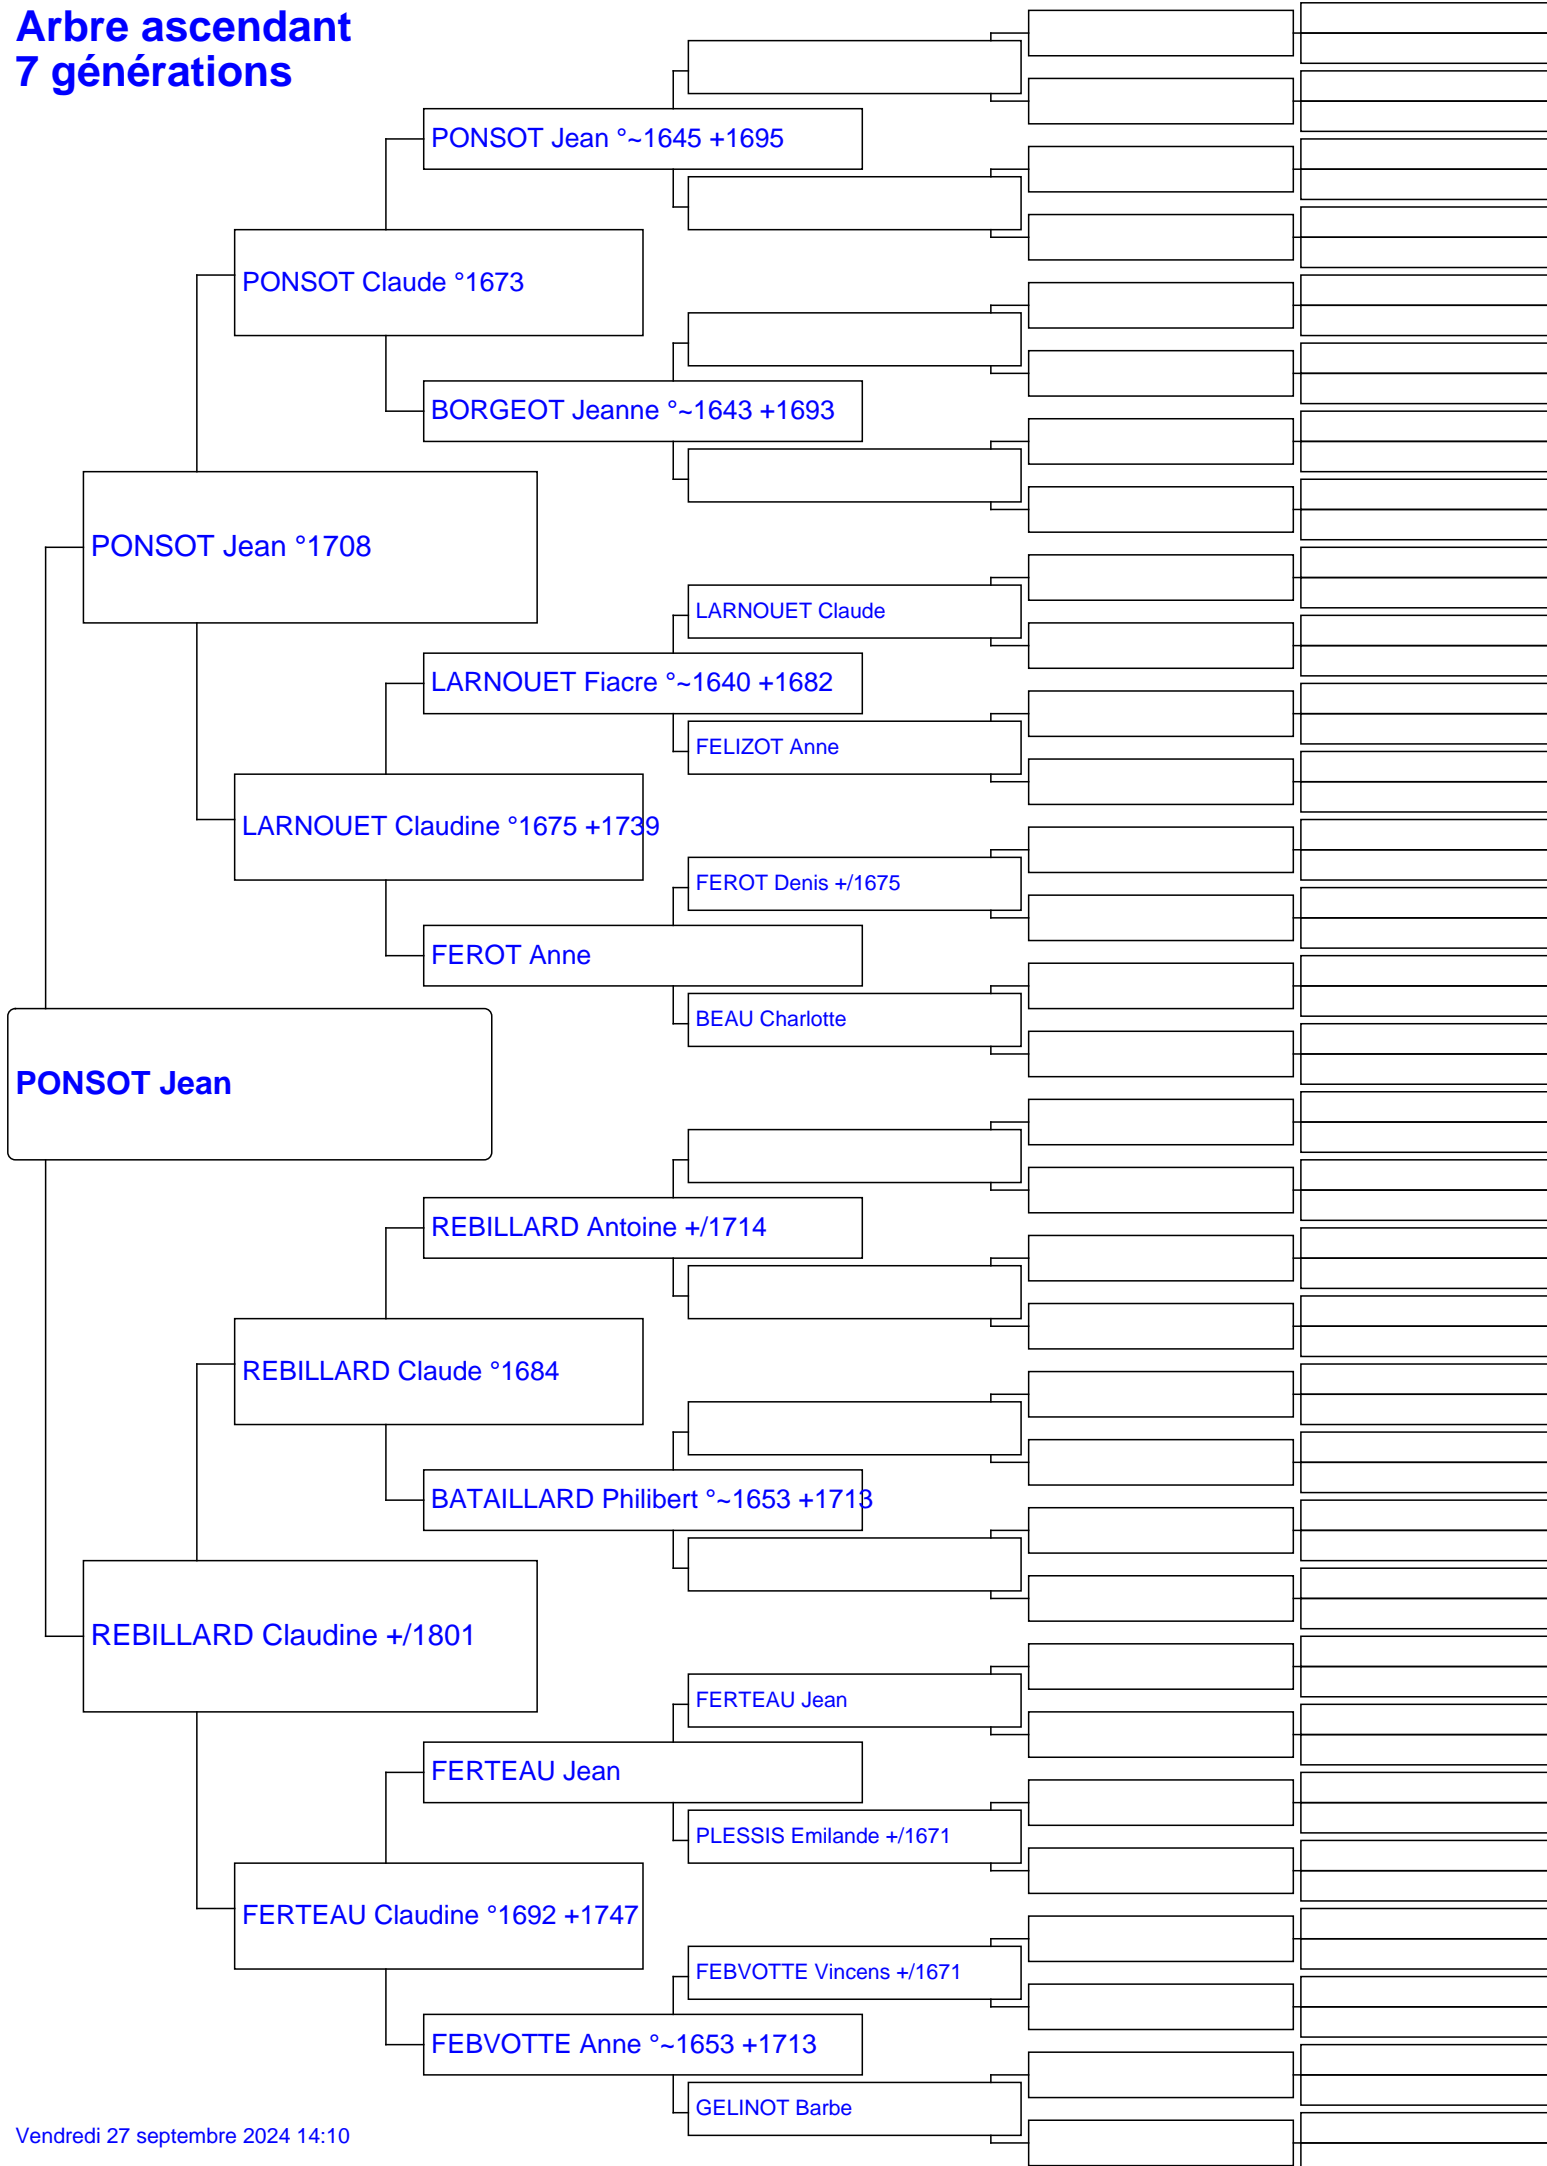 Arbre ascendant
7 générations
PONSOT Jean °~1645 +1695
PONSOT Claude °1673
BORGEOT Jeanne °~1643 +1693
PONSOT Jean °1708
LARNOUET Claude
LARNOUET Fiacre °~1640 +1682
FELIZOT Anne
LARNOUET Claudine °1675 +1739
FEROT Denis +/1675
FEROT Anne
BEAU Charlotte
PONSOT Jean
REBILLARD Antoine +/1714
REBILLARD Claude °1684
BATAILLARD Philibert °~1653 +1713
REBILLARD Claudine +/1801
FERTEAU Jean
FERTEAU Jean
PLESSIS Emilande +/1671
FERTEAU Claudine °1692 +1747
FEBVOTTE Vincens +/1671
FEBVOTTE Anne °~1653 +1713
GELINOT Barbe
Vendredi 27 septembre 2024 14:10